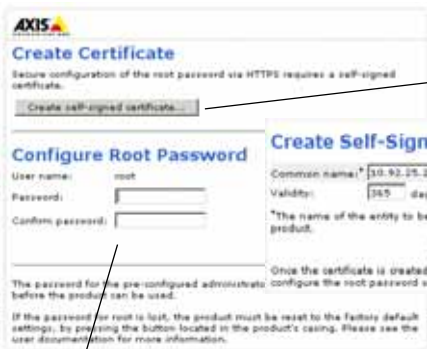 AXIS
Create Certificate
Secure configuration of the root password via HTTPS requires a self-signed
certificate.
Create self-signed certificate...
Configure Root Password
User name: root
Password:
Confirm password:
Create Self-Sign
Common name:* 10.92.25.2
Validity: 365 day
*The name of the entity to be
product.
Once the certificate is created
configure the root password
The password for the pre-configured administrato
before the product can be used.
If the password for root is lost, the product must be reset to the factory default
settings, by pressing the button located in the product's casing. Please see the
user documentation for more information.